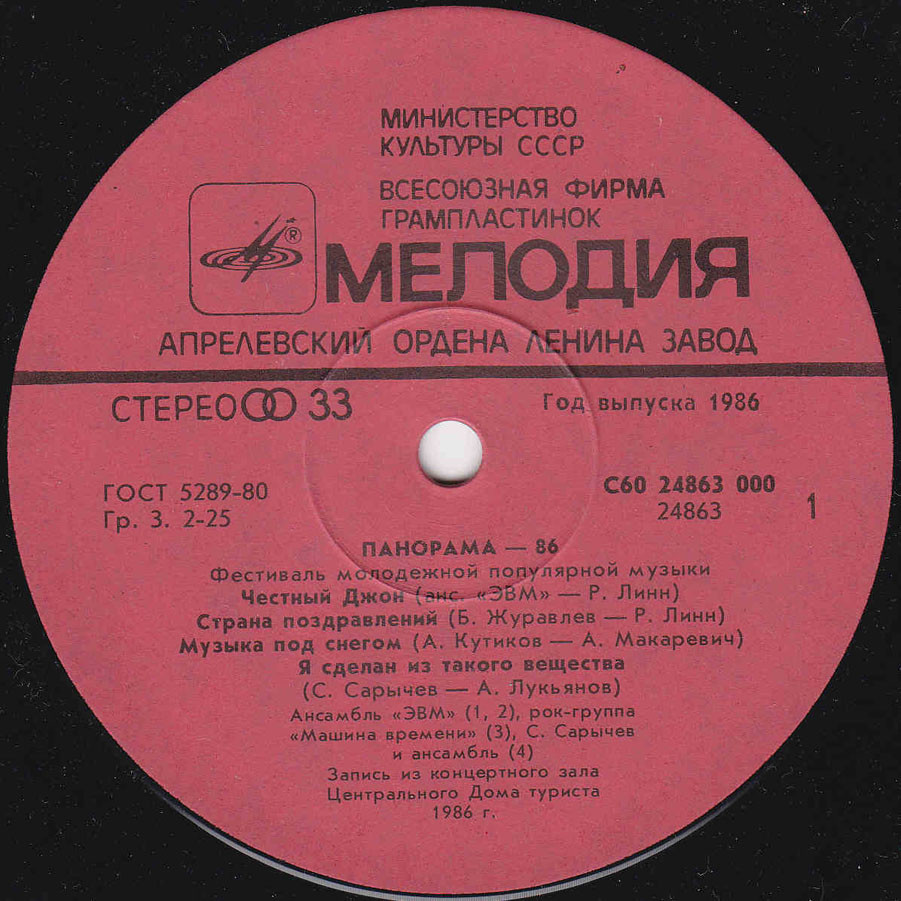 МИНИСТЕРСТВО
КУЛЬТУРЫ СССР
ВСЕСОЮЗНАЯ ФИРМА
ГРАМПЛАСТИНОК
®
МЕЛОДИЯ
АПРЕЛЕВСКИЙ ОРДЕНА ЛЕНИНА ЗАВОД
СТЕРЕО 33
Год выпуска 1986
ГОСТ 5289-80
Гр. 3. 2-25
С60 24863 000
24863
1
ПАНОРАМА — 86
Фестиваль молодежной популярной музыки
Честный Джон (анс. «ЭВМ» — Р. Линн)
Страна поздравлений (Б. Журавлев — Р. Линн)
Музыка под снегом (А. Кутиков — А. Макаревич)
Я сделан из такого вещества
(С. Сарычев — А. Лукьянов)
Ансамбль «ЭВМ» (1, 2), рок-группа
«Машина времени» (3), С. Сарычев
и ансамбль (4)
Запись из концертного зала
Центрального Дома туриста
1986 г.